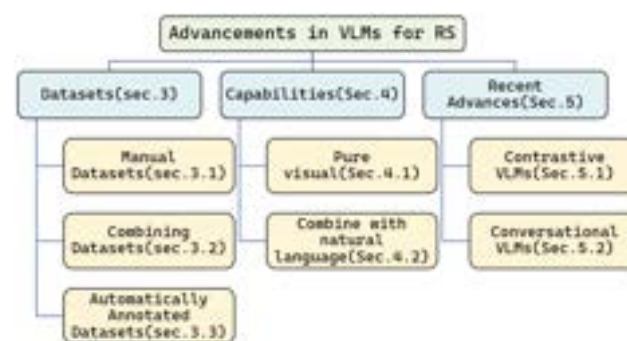 Advancements in VLMs for RS
Datasets(sec.3)
Capabilities(Sec.4)
Recent
Advances(Sec.5)
Manual
Datasets(sec.3.1)
Pure
visual(Sec.4.1)
Contrastive
VLMs(Sec.5.1)
Combining
Datasets(sec.3.2)
Combine with
natural
language(Sec.4.2)
Conversational
VLMs(Sec.5.2)
Automatically
Annotated
Datasets(sec.3.3)